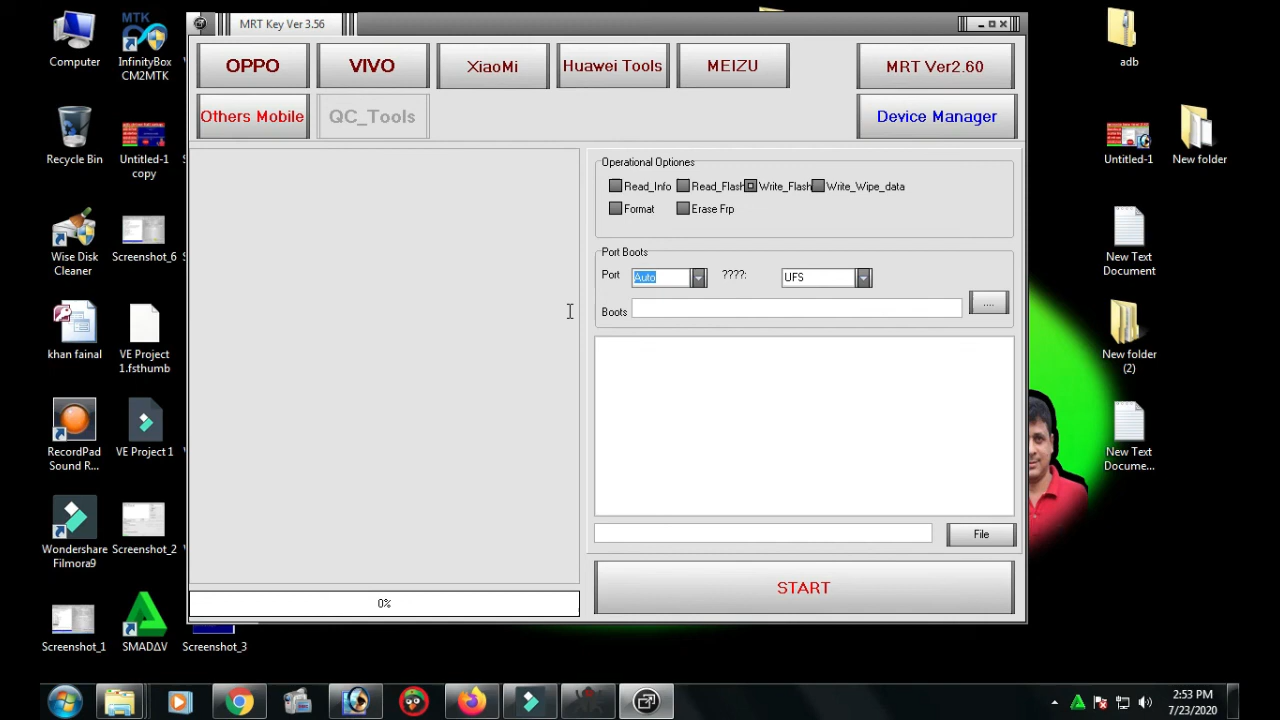 Computer
MTK
InfinityBox
CM2MTK
MRT Key Ver 3.56
OPPO
VIVO
XiaoMi
Huawei Tools
MEIZU
MRT Ver2.60
Others Mobile
QC_Tools
Device Manager
adb
Recycle Bin
Untitled-1
copy
Untitled-1
New folder
Operational Optiones
Read_Info
Read_Flash
Write_Flash
Write_Wipe_data
Format
Erase Frp
Wise Disk
Cleaner
Screenshot_6
New Text
Document
Port Boots
Port
Auto
????:
UFS
Boots
....
khan fainal
VE Project
1.fsthumb
New folder
(2)
RecordPad
Sound R...
VE Project 1
New Text
Docume...
Wondershare
Filmora9
Screenshot_2
File
START
0%
Screenshot_1
SMADΔV
Screenshot_3
2:53 PM
7/23/2020